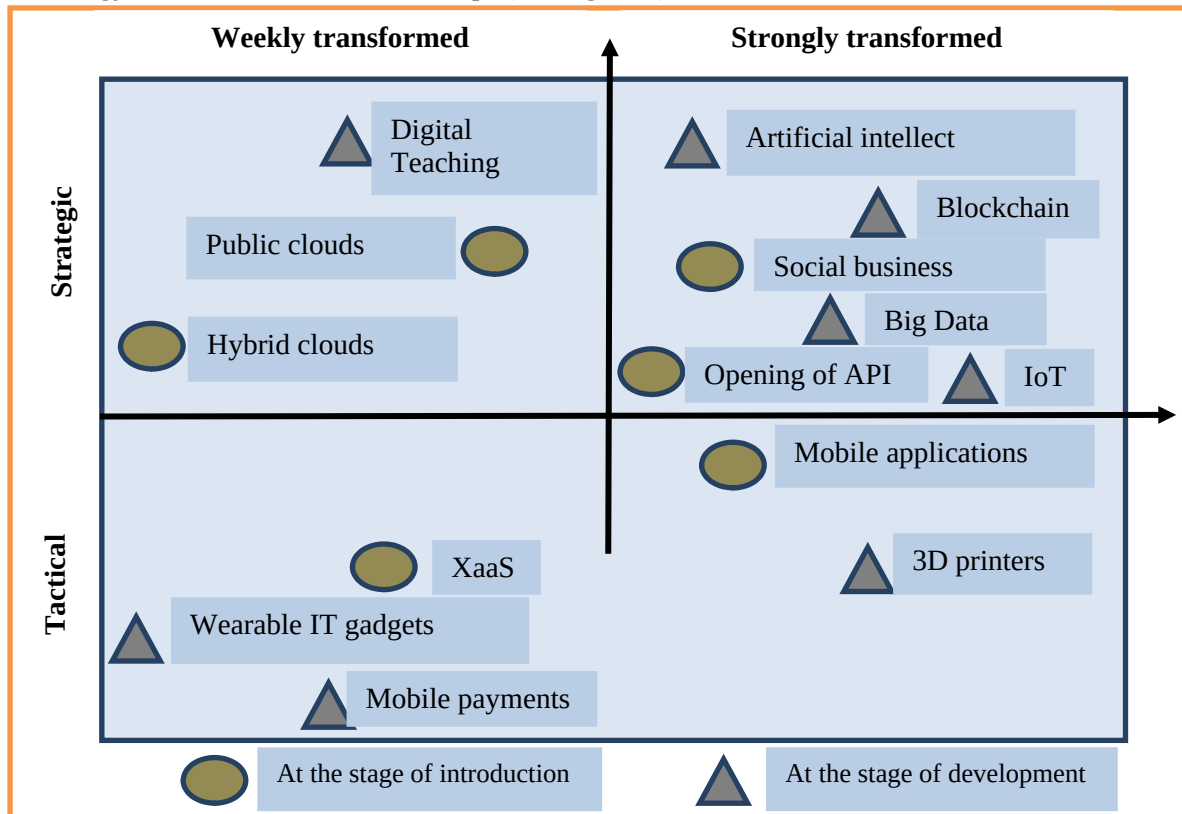 Weekly transformed
Strongly transformed
Strategic
Digital
Teaching
Public clouds
Hybrid clouds
Artificial intellect
Blockchain
Social business
Big Data
Opening of API
IoT
Tactical
Mobile applications
XaaS
3D printers
Wearable IT gadgets
Mobile payments
At the stage of introduction
At the stage of development